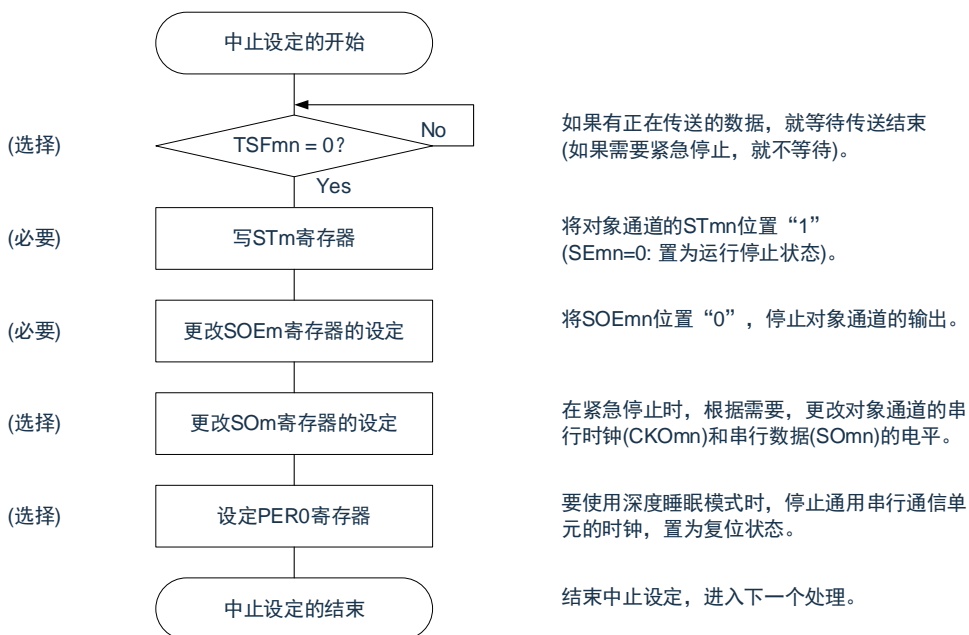 中止设定的开始
(选择)
TSFmn = 0?
No
Yes
如果有正在传送的数据，就等待传送结束
(如果需要紧急停止，就不等待)。
(必要)
写STm寄存器
将对象通道的STmn位置“1”
(SEmn=0: 置为运行停止状态)。
(必要)
更改SOEm寄存器的设定
将SOEmn位置“0”，停止对象通道的输出。
(选择)
更改SOm寄存器的设定
在紧急停止时，根据需要，更改对象通道的串
行时钟(CKOmn)和串行数据(SOmn)的电平。
(选择)
设定PER0寄存器
要使用深度睡眠模式时，停止通用串行通信单
元的时钟，置为复位状态。
中止设定的结束
结束中止设定，进入下一个处理。